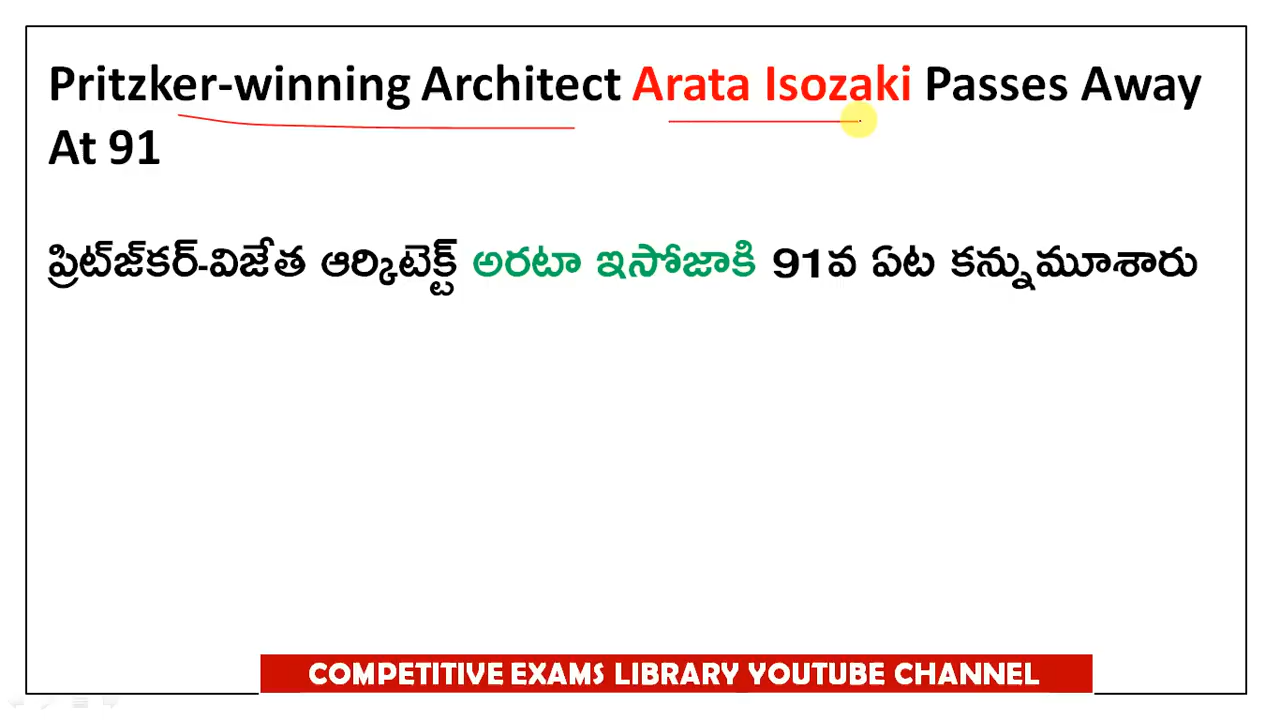 Pritzker-winning Architect Arata Isozaki Passes Away
At 91
ప్రిట్‌జ్‌కర్-విజేత ఆర్కిటెక్ట్ అరటా ఇసోజాకి 91వ ఏట కన్నుమూశారు
COMPETITIVE EXAMS LIBRARY YOUTUBE CHANNEL